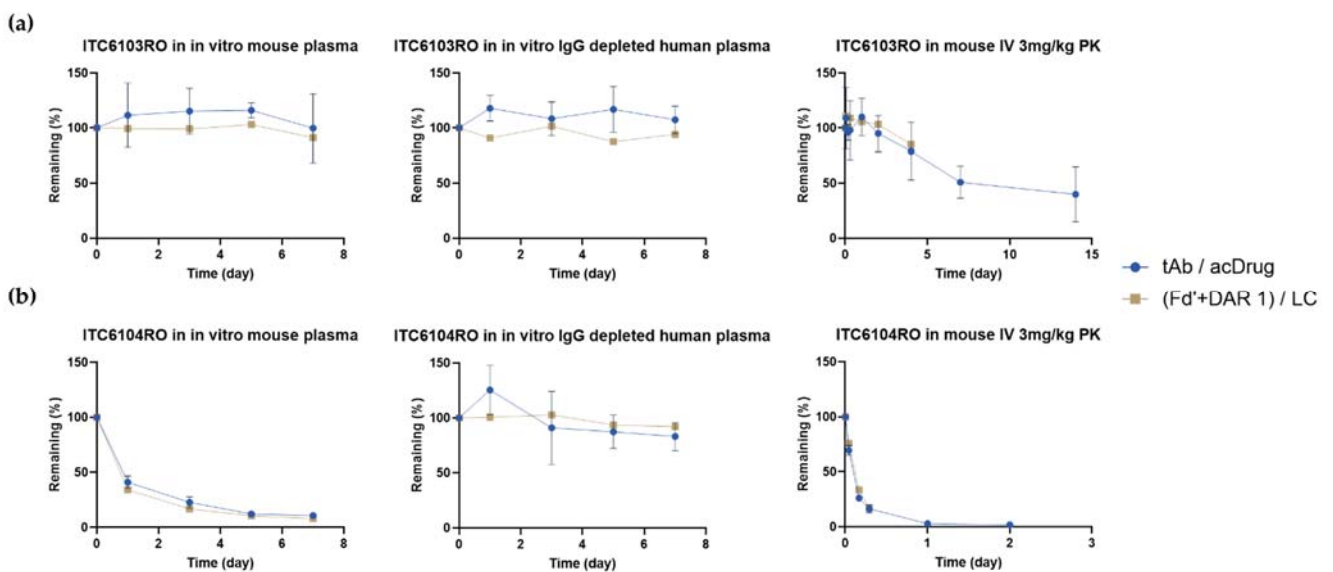 (a)
ITC6103RO in in vitro mouse plasma
ITC6103RO in in vitro IgG depleted human plasma
ITC6103RO in mouse IV 3mg/kg PK
Remaining (%)
150
100
50
0
0 2 4 6 8
Time (day)
Remaining (%)
150
100
50
0
0 2 4 6 8
Time (day)
Remaining (%)
150
100
50
0
0 5 10 15
Time (day)
tAb / acDrug
(Fd'+DAR 1) / LC
(b)
ITC6104RO in in vitro mouse plasma
ITC6104RO in in vitro IgG depleted human plasma
ITC6104RO in mouse IV 3mg/kg PK
Remaining (%)
150
100
50
0
0 2 4 6 8
Time (day)
Remaining (%)
150
100
50
0
0 2 4 6 8
Time (day)
Remaining (%)
150
100
50
0
0 1 2 3
Time (day)